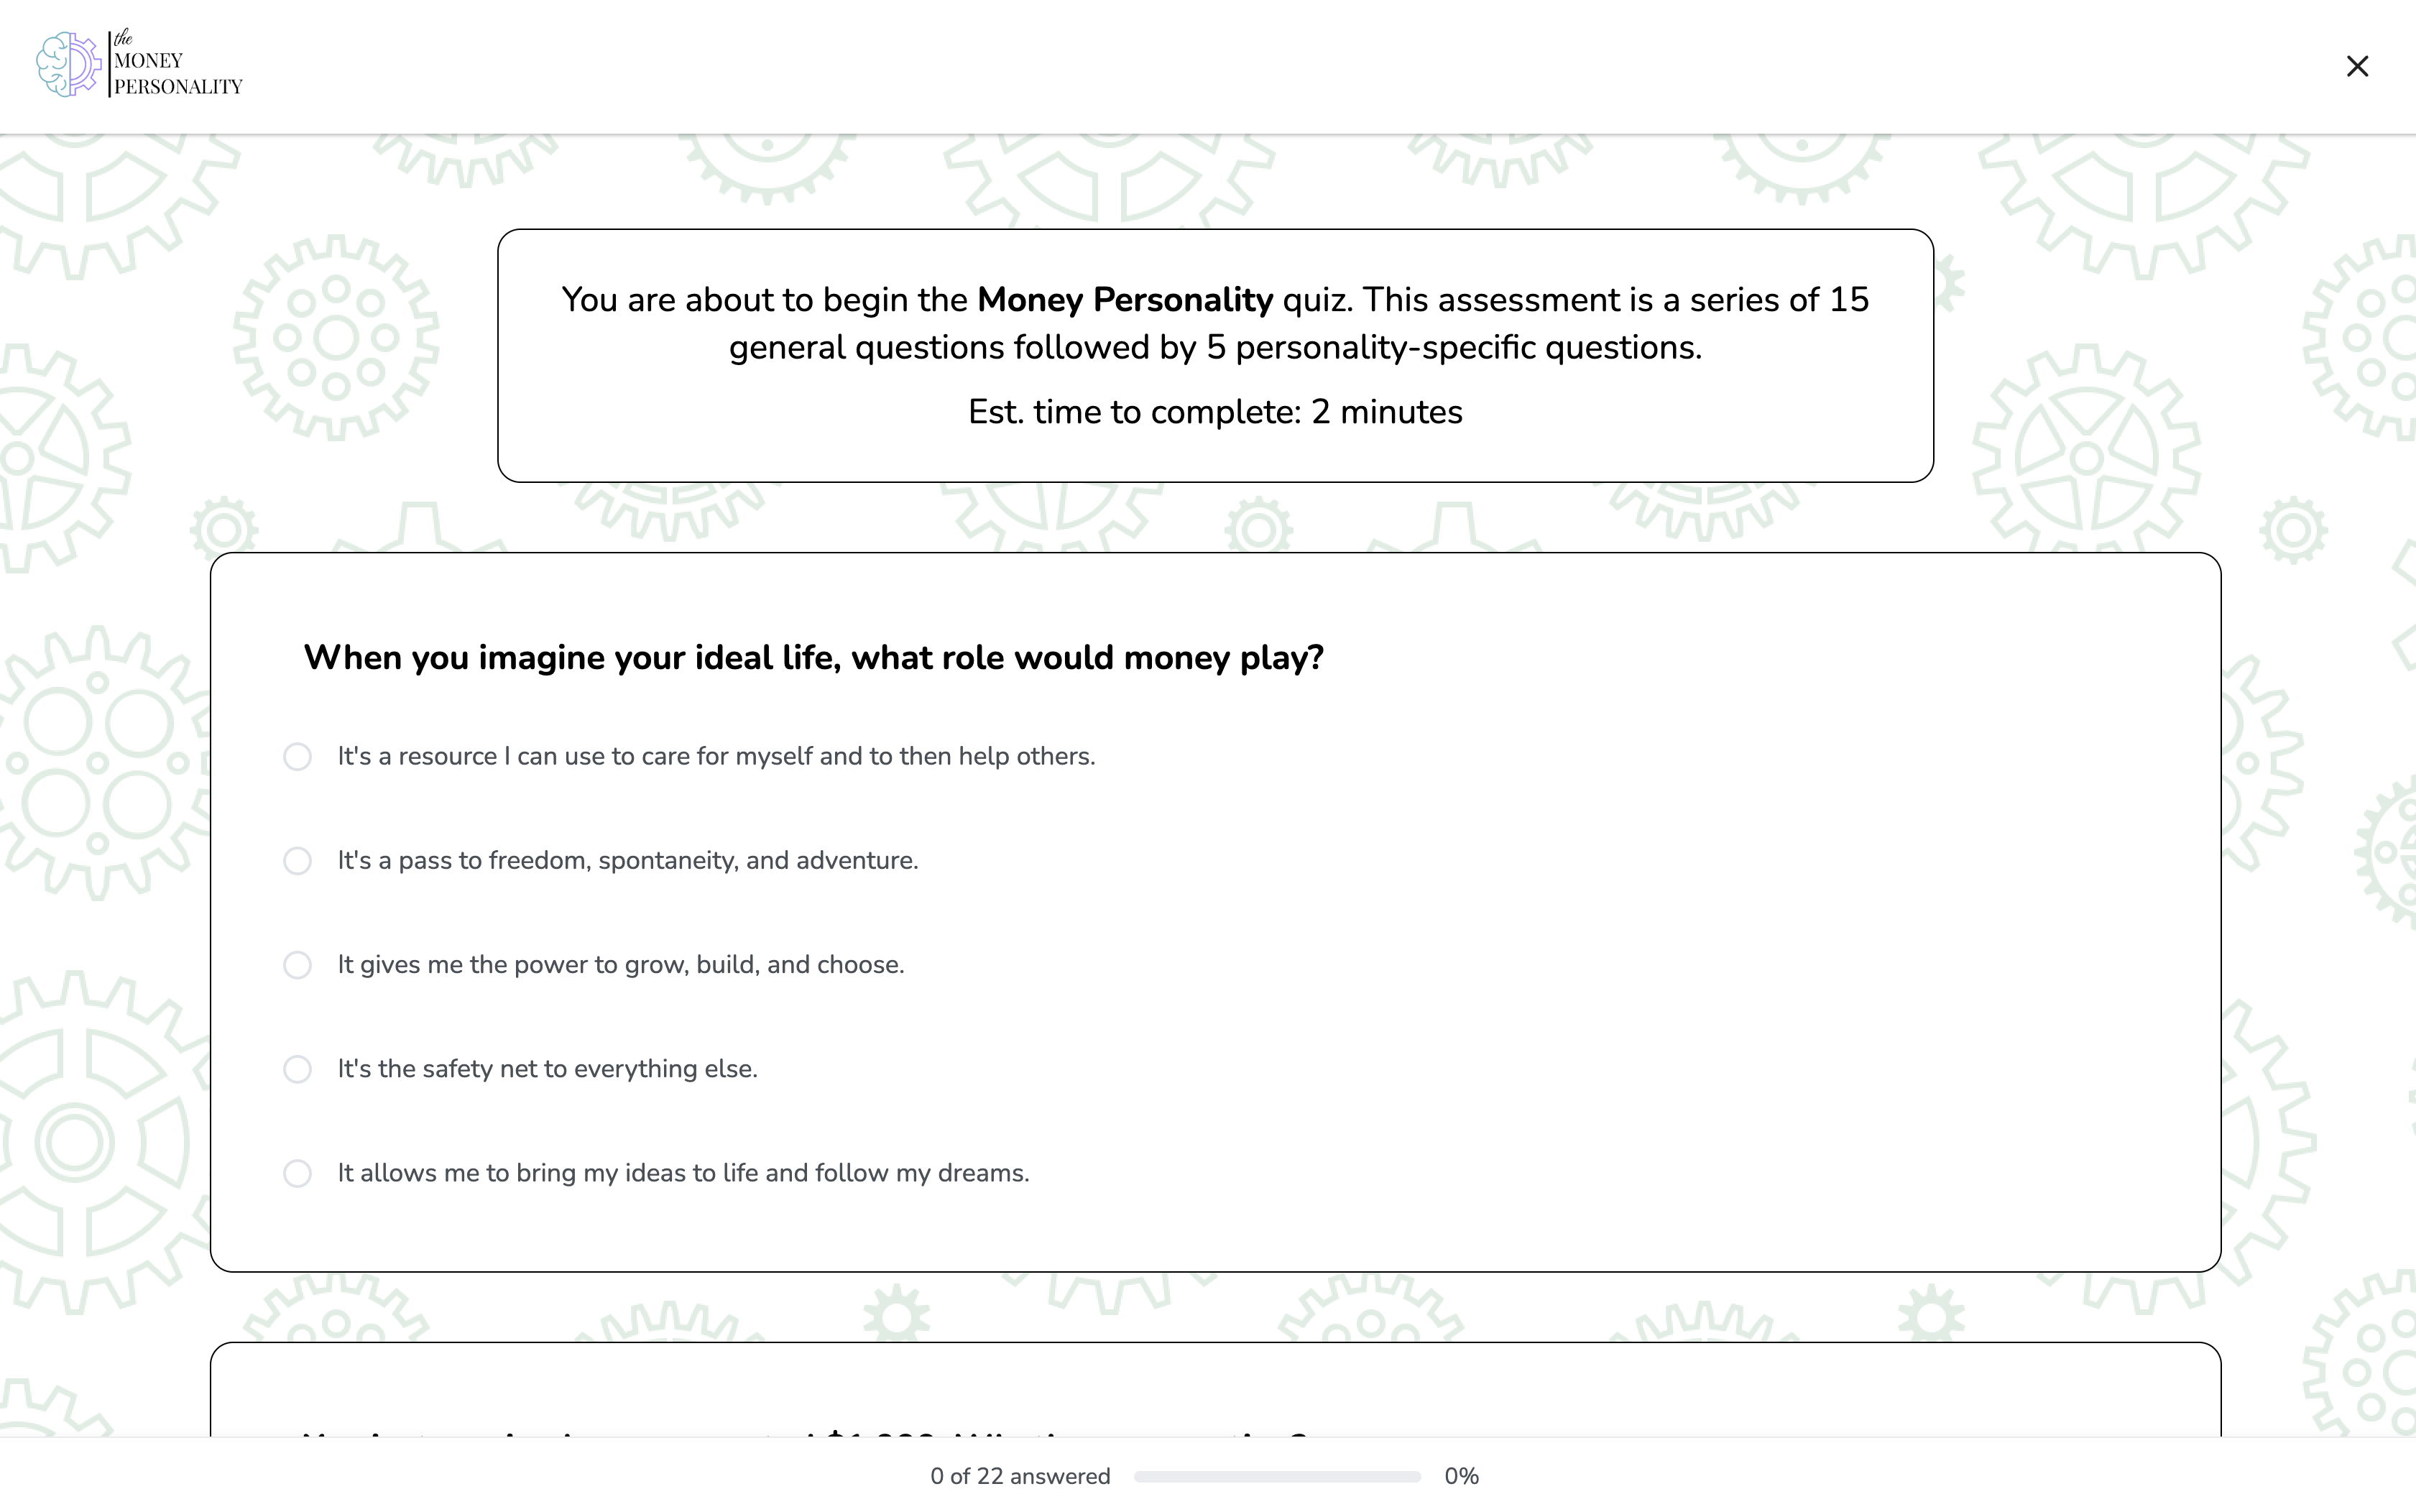 the
MONEY
PERSONALITY
You are about to begin the Money Personality quiz. This assessment is a series of 15
general questions followed by 5 personality-specific questions.
Est. time to complete: 2 minutes
When you imagine your ideal life, what role would money play?
It's a resource I can use to care for myself and to then help others.
It's a pass to freedom, spontaneity, and adventure.
It gives me the power to grow, build, and choose.
It's the safety net to everything else.
It allows me to bring my ideas to life and follow my dreams.
0 of 22 answered 0%